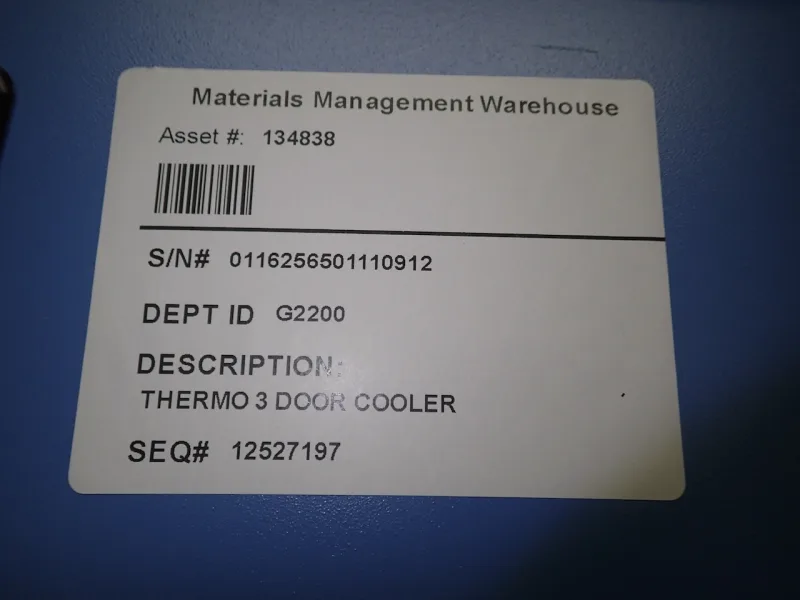 Materials Management Warehouse
Asset #: 134838
S/N# 0116256501110912
DEPT ID G2200
DESCRIPTION:
THERMO 3 DOOR COOLER
SEQ# 12527197